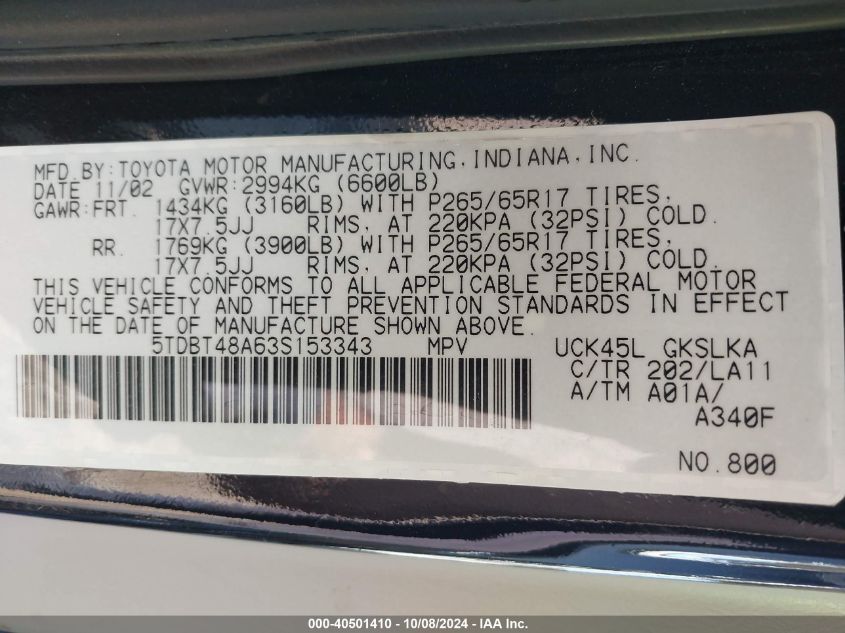 MFD.BY:TOYOTA MOTOR MANUFACTURING.INDIANA,INC.
DATE 11/02 GVWR:2994KG (6600LB)
GAWR:FRT. 1434KG (3160LB) WITH P265/65R17 TIRES,
17X7.5JJ RIMS, AT 220KPA (32PSI) COLD.
RR. 1769KG (3900LB) WITH P265/65R17 TIRES,
17X7.5JJ RIMS, AT 220KPA (32PSI) COLD.
THIS VEHICLE CONFORMS TO ALL APPLICABLE FEDERAL MOTOR
VEHICLE SAFETY AND THEFT PREVENTION STANDARDS IN EFFECT
ON THE DATE OF MANUFACTURE SHOWN ABOVE.
5TDBT48A63S153343 MPV UCK45L GKSLKA
C/TR 202/LA11
A/TM A01A/
A340F
NO.800
000-40501410 - 10/08/2024 - IAA Inc.